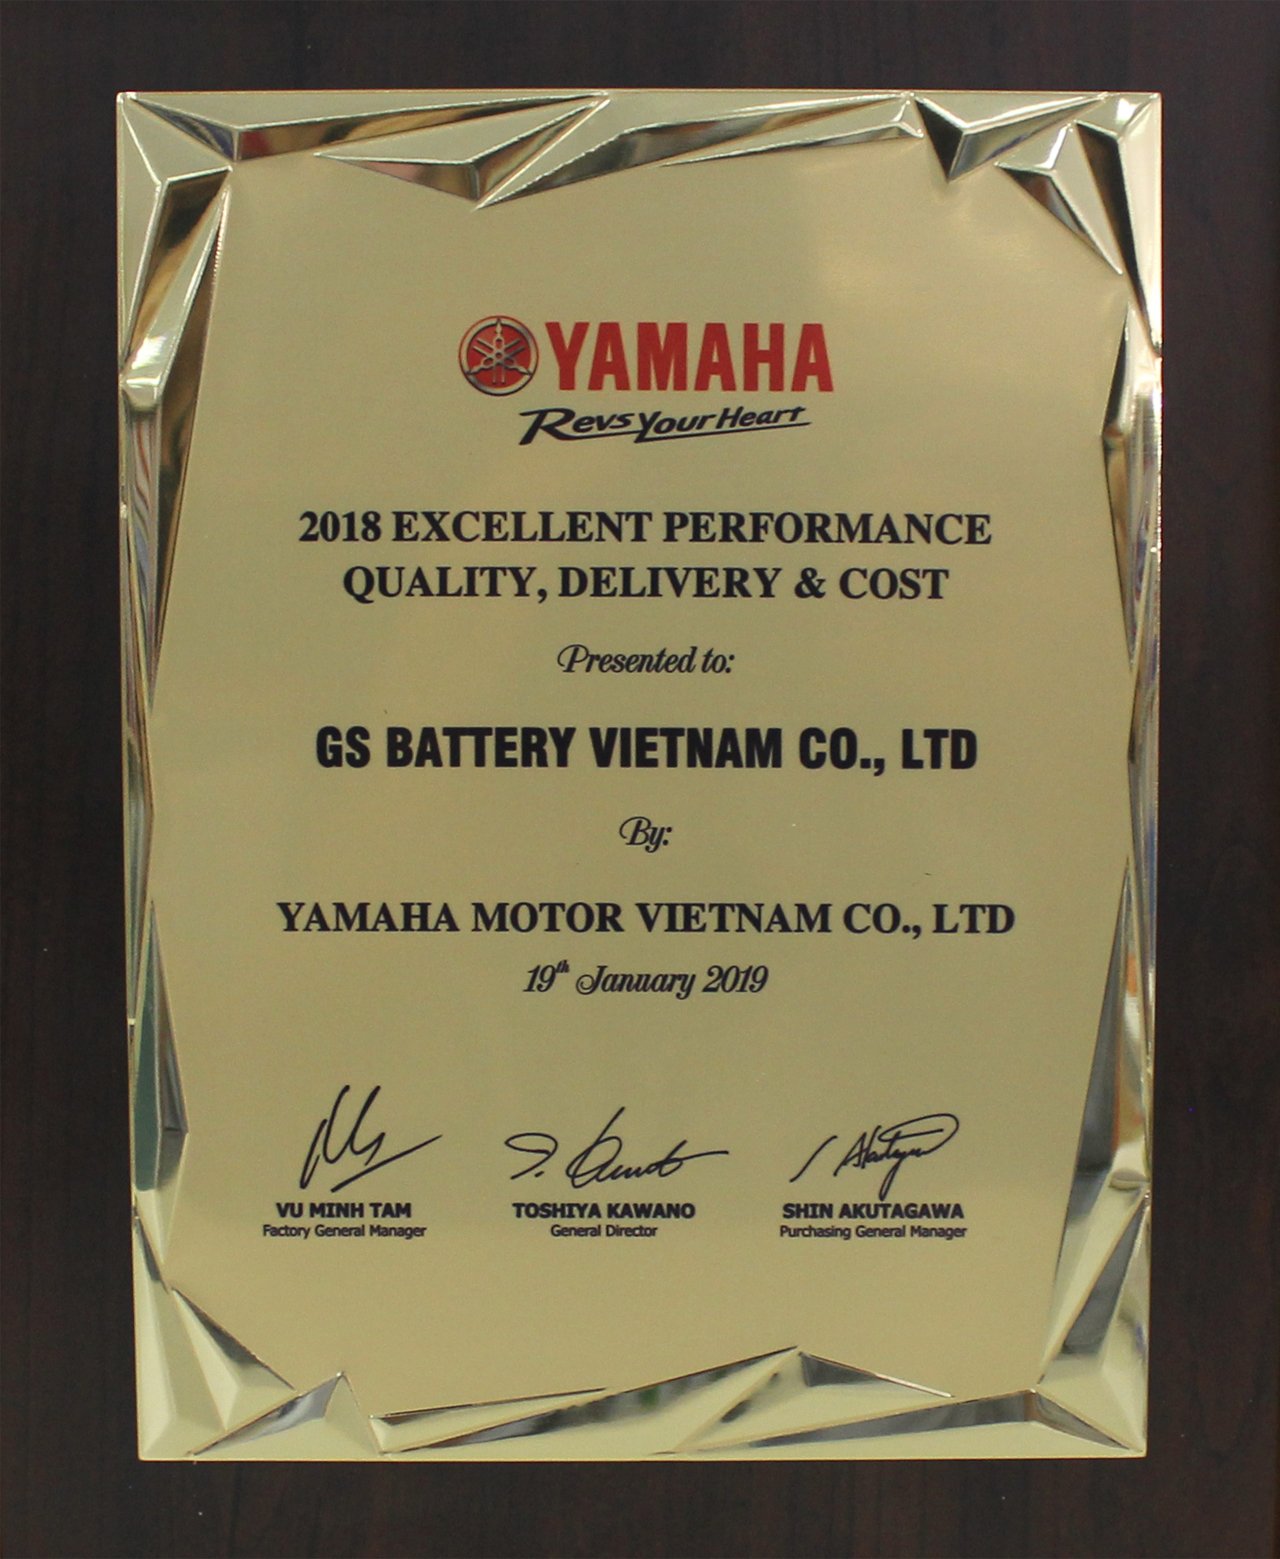 YAMAHA
Revs Your Heart
2018 EXCELLENT PERFORMANCE
QUALITY, DELIVERY & COST
Presented to:
GS BATTERY VIETNAM CO., LTD
By:
YAMAHA MOTOR VIETNAM CO., LTD
19th January 2019
VU MINH TAM TOSHIYA KAWANO SHIN AKUTAGAWA
Factory General Manager General Director Purchasing General Manager